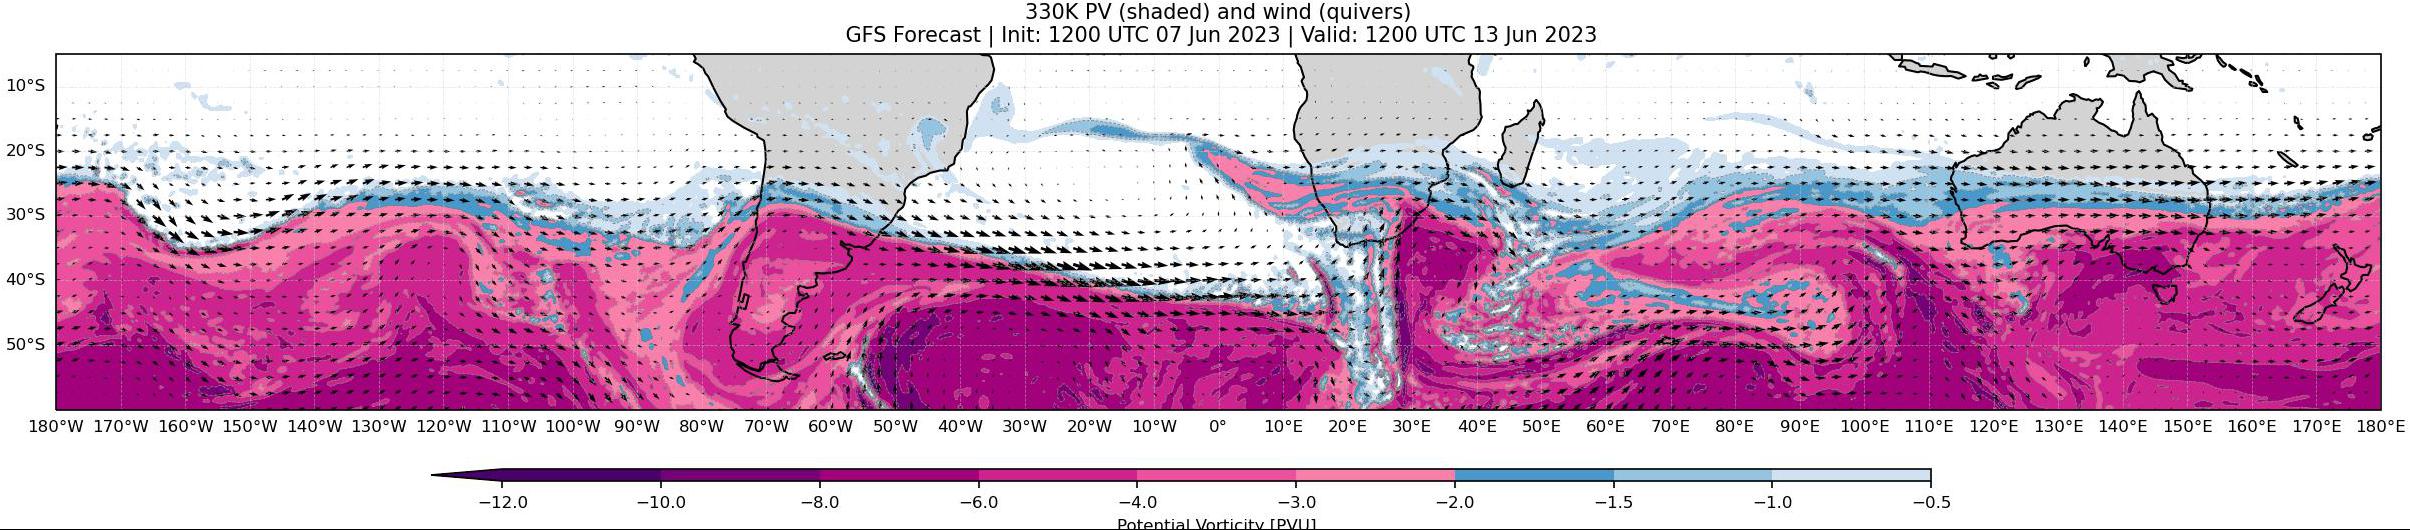 330K PV (shaded) and wind (quivers)
GFS Forecast | Init: 1200 UTC 07 Jun 2023 | Valid: 1200 UTC 13 Jun 2023
10°S
20°S
30°S
40°S
50°S
180°W 170°W 160°W 150°W 140°W 130°W 120°W 110°W 100°W 90°W 80°W 70°W 60°W 50°W 40°W 30°W 20°W 10°W 0° 10°E 20°E 30°E 40°E 50°E 60°E 70°E 80°E 90°E 100°E 110°E 120°E 130°E 140°E 150°E 160°E 170°E 180°E
−12.0 −10.0 −8.0 −6.0 −4.0 −3.0 −2.0 −1.5 −1.0 −0.5
Potential Vorticity [PVU]